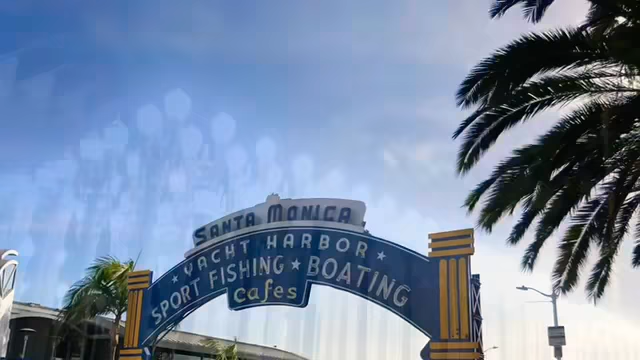 SANTA MONICA
★ YACHT HARBOR ★
SPORT FISHING ★ BOATING
cafes